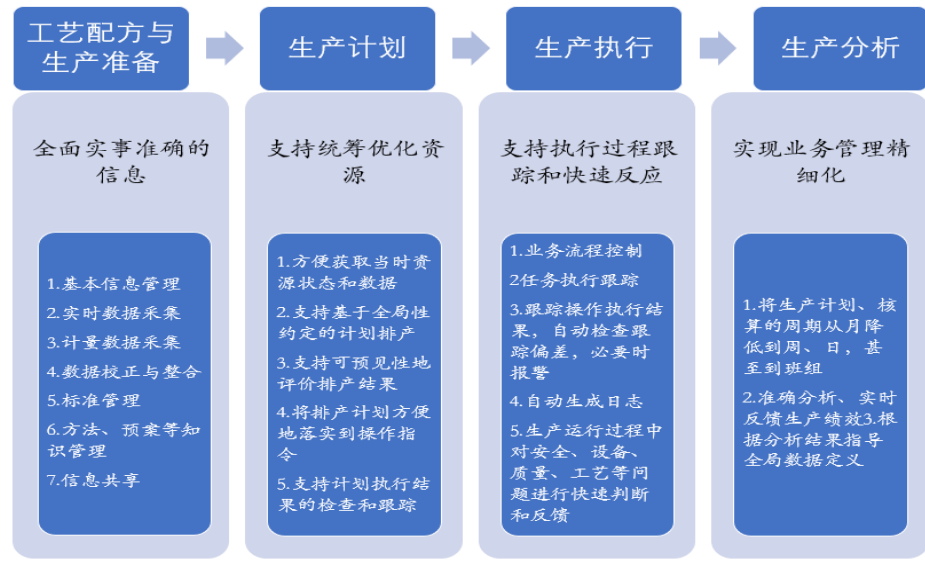 工艺配方与
生产准备
生产计划
生产执行
生产分析
全面实事准确的
信息
1.基本信息管理
2.实时数据采集
3.计量数据采集
4.数据校正与整合
5.标准管理
6.方法、预案等知
识管理
7.信息共享
支持统筹优化资
源
1.方便获取当时资
源状态和数据
2.支持基于全局性
约定的计划排产
3.支持可预见性地
评价排产结果
4.将排产计划方便
地落实到操作指
令
5.支持计划执行结
果的检查和跟踪
支持执行过程跟
踪和快速反应
1.业务流程控制
2任务执行跟踪
3.跟踪操作执行结
果，自动检查跟
踪偏差，必要时
报警
4.自动生成日志
5.生产运行过程中
对安全、设备、
质量、工艺等问
题进行快速判断
和反馈
实现业务管理精
细化
1.将生产计划、核
算的周期从月降
低到周、日，甚
至到班组
2.准确分析、实时
反馈生产绩效3.根
据分析结果指导
全局数据定义